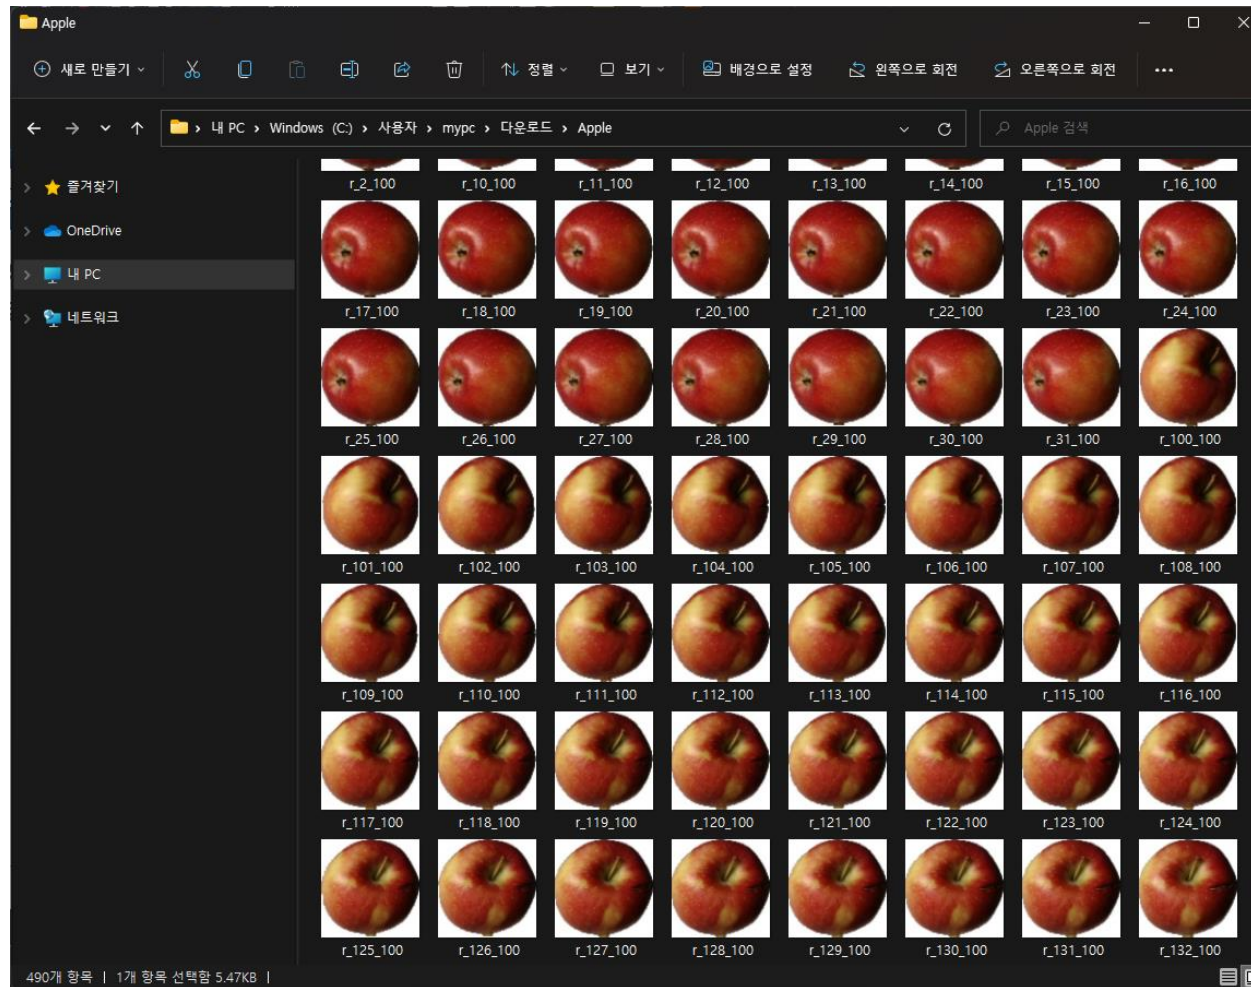 Apple
새로 만들기
정렬
보기
배경으로 설정
왼쪽으로 회전
오른쪽으로 회전
내 PC › Windows (C:) › 사용자 › mypc › 다운로드 › Apple
Apple 검색
즐겨찾기
OneDrive
내 PC
네트워크
r_2_100 r_10_100 r_11_100 r_12_100 r_13_100 r_14_100 r_15_100 r_16_100
r_17_100 r_18_100 r_19_100 r_20_100 r_21_100 r_22_100 r_23_100 r_24_100
r_25_100 r_26_100 r_27_100 r_28_100 r_29_100 r_30_100 r_31_100 r_100_100
r_101_100 r_102_100 r_103_100 r_104_100 r_105_100 r_106_100 r_107_100 r_108_100
r_109_100 r_110_100 r_111_100 r_112_100 r_113_100 r_114_100 r_115_100 r_116_100
r_117_100 r_118_100 r_119_100 r_120_100 r_121_100 r_122_100 r_123_100 r_124_100
r_125_100 r_126_100 r_127_100 r_128_100 r_129_100 r_130_100 r_131_100 r_132_100
490개 항목 | 1개 항목 선택함 5.47KB |